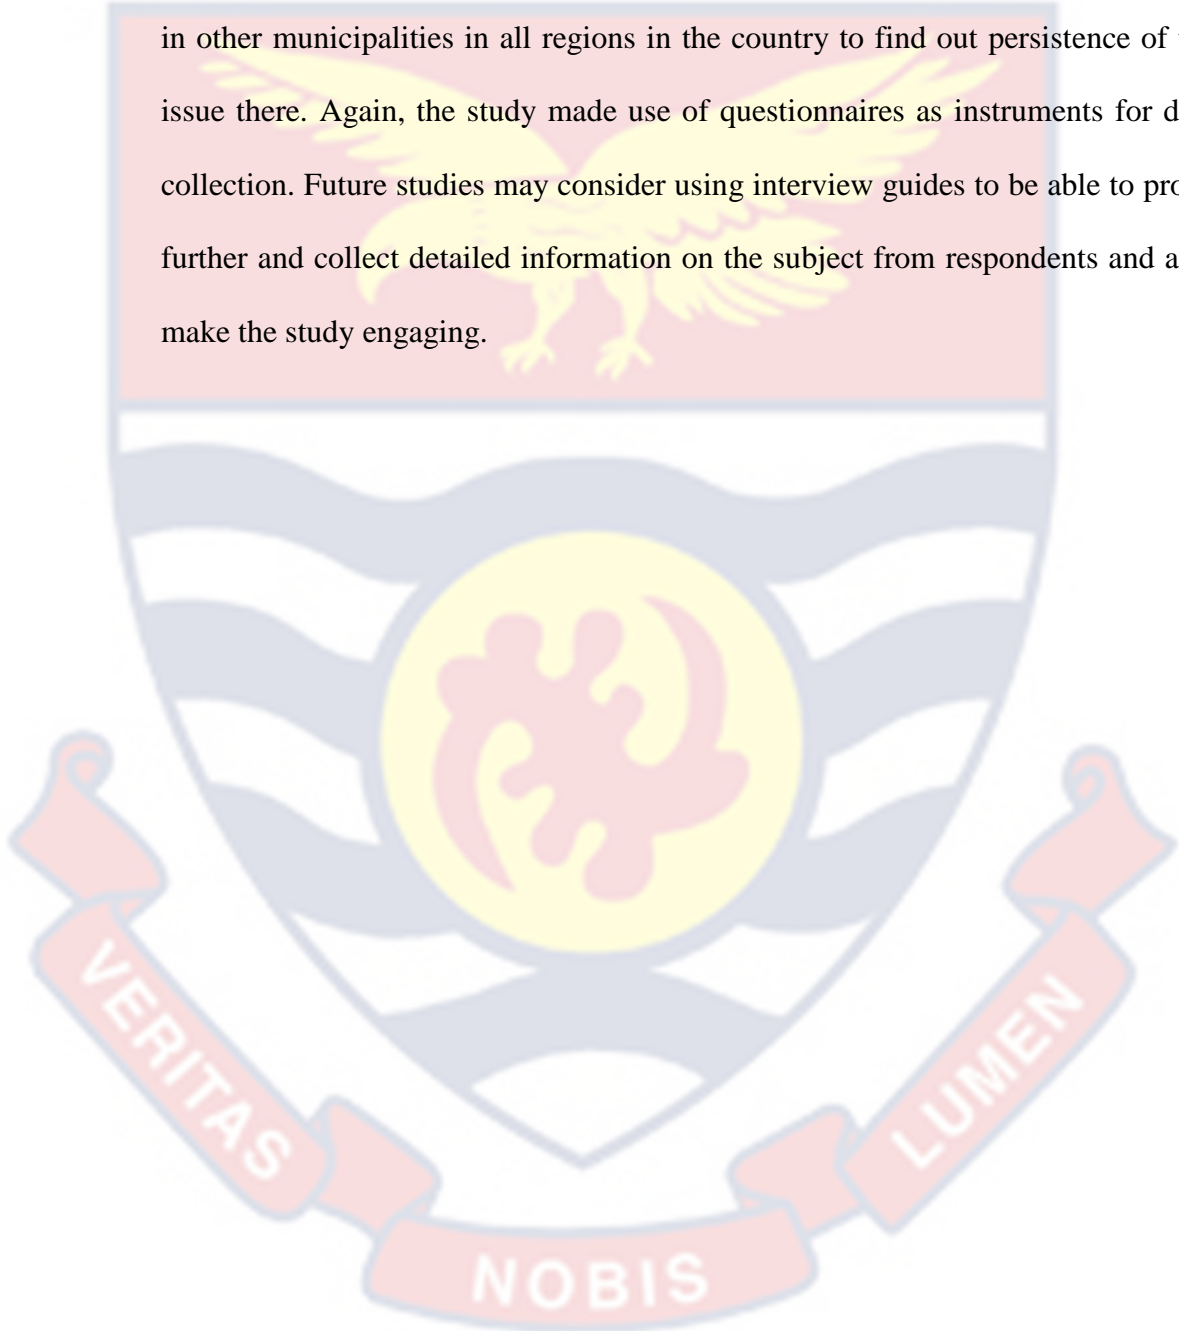 in other municipalities in all regions in the country to find out persistence of
issue there. Again, the study made use of questionnaires as instruments for
collection. Future studies may consider using interview guides to be able to
further and collect detailed information on the subject from respondents and
make the study engaging.
VERITAS
NOBIS
LUMEN